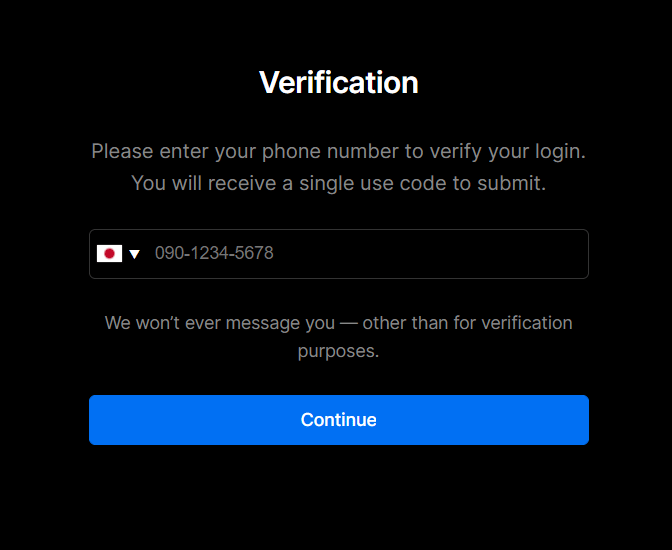 Verification
Please enter your phone number to verify your login.
You will receive a single use code to submit.
090-1234-5678
We won’t ever message you — other than for verification
purposes.
Continue